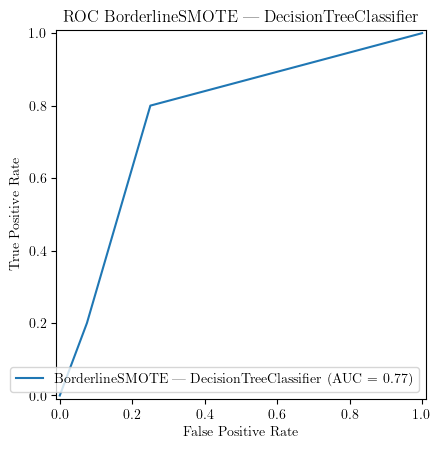 ROC BorderlineSMOTE — DecisionTreeClassifier
1.0
0.8
0.6
0.4
0.2
0.0
True Positive Rate
BorderlineSMOTE — DecisionTreeClassifier (AUC = 0.77)
0.0 0.2 0.4 0.6 0.8 1.0
False Positive Rate